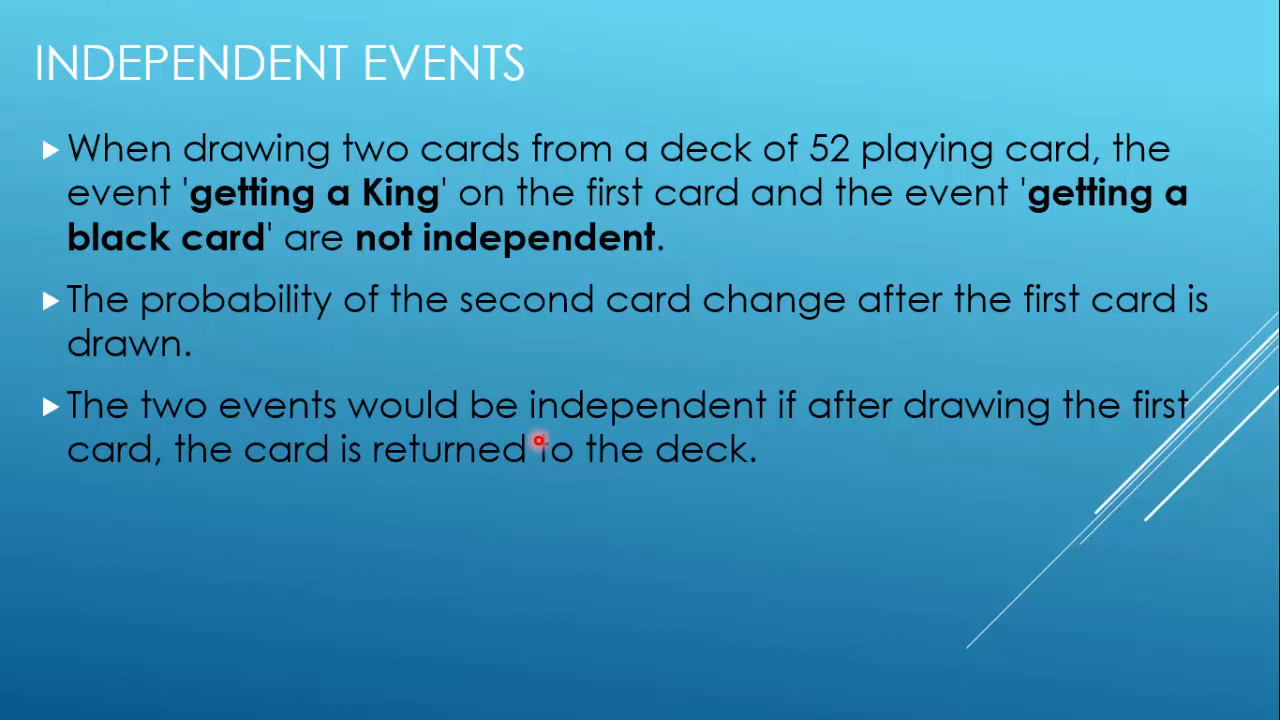 INDEPENDENT EVENTS
When drawing two cards from a deck of 52 playing card, the
event 'getting a King' on the first card and the event 'getting a
black card' are not independent.
The probability of the second card change after the first card is
drawn.
The two events would be independent if after drawing the first
card, the card is returned to the deck.